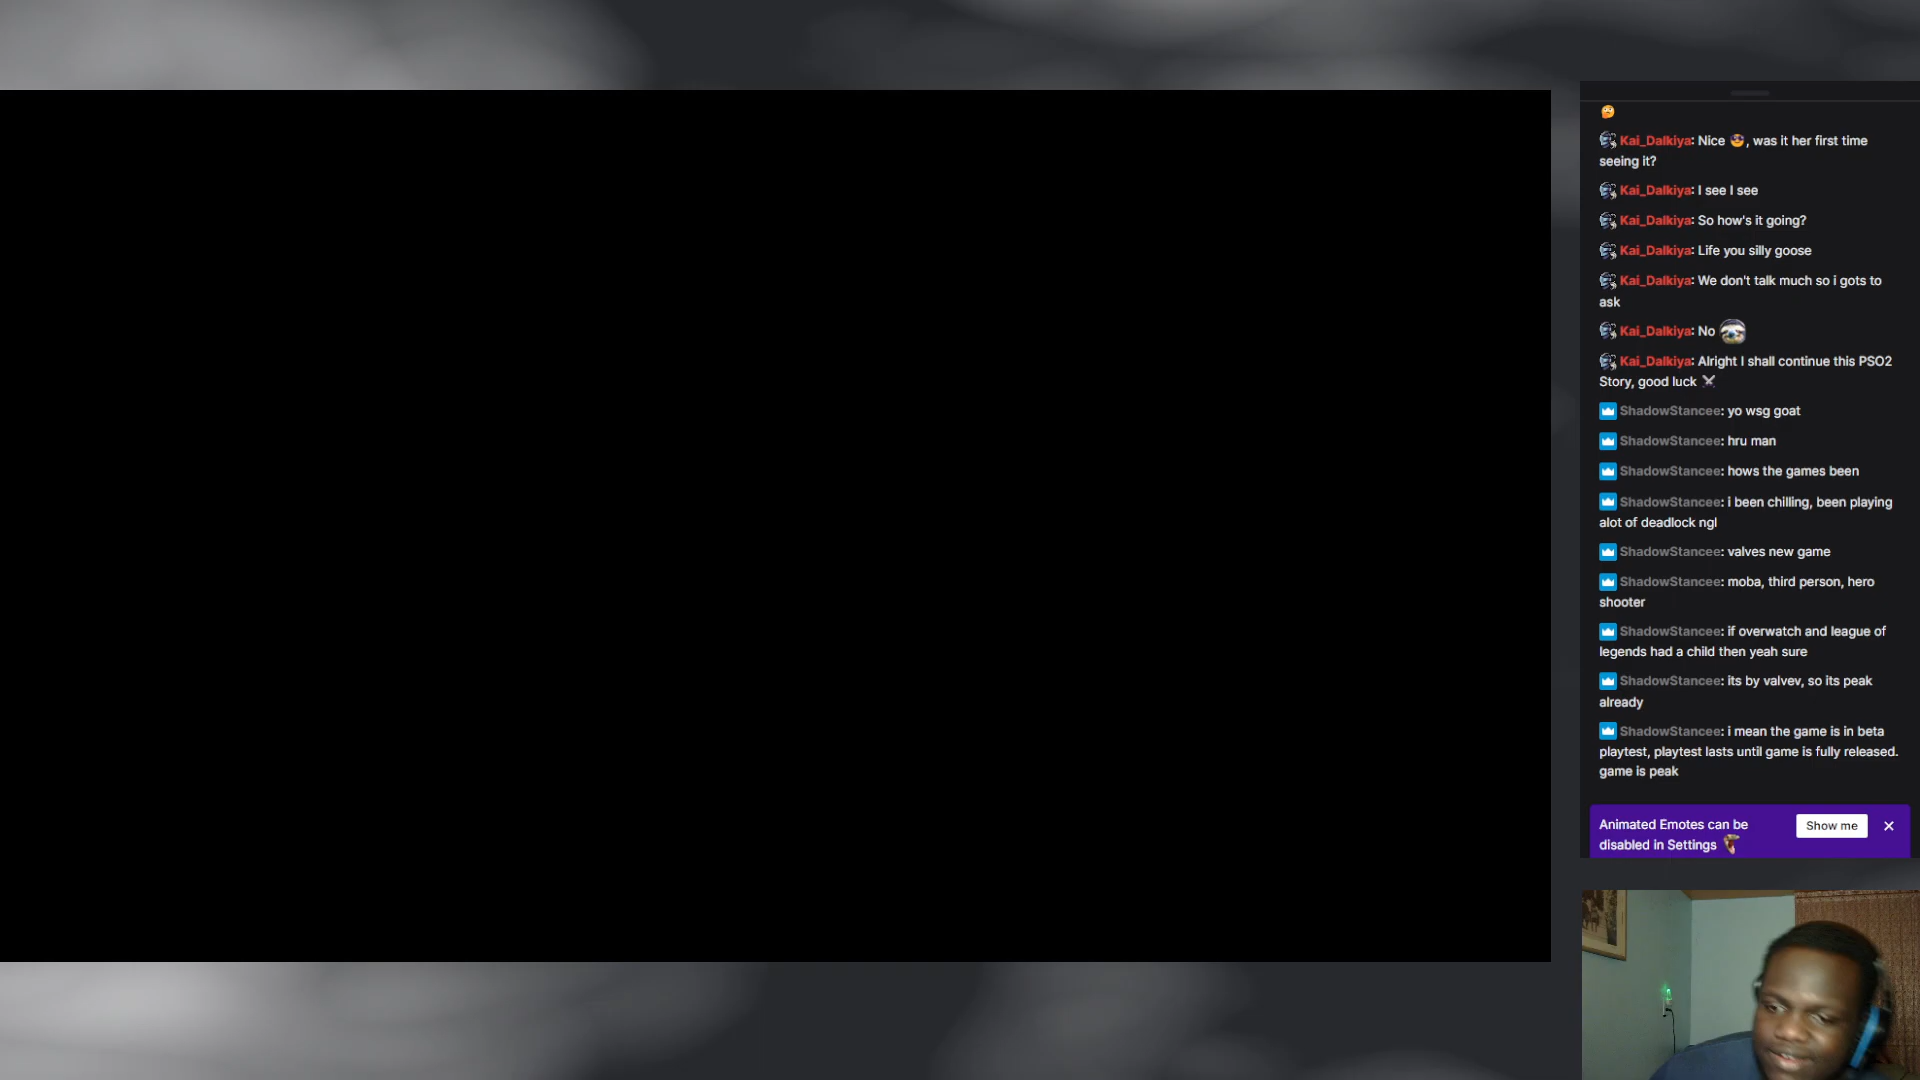 Kai_Dalkiya: Nice , was it her first time
seeing it?
Kai_Dalkiya: I see I see
Kai_Dalkiya: So how's it going?
Kai_Dalkiya: Life you silly goose
Kai_Dalkiya: We don't talk much so i gots to
ask
Kai_Dalkiya: No
Kai_Dalkiya: Alright I shall continue this PSO2
Story, good luck ⚔
ShadowStancee: yo wsg goat
ShadowStancee: hru man
ShadowStancee: hows the games been
ShadowStancee: i been chilling, been playing
alot of deadlock ngl
ShadowStancee: valves new game
ShadowStancee: moba, third person, hero
shooter
ShadowStancee: if overwatch and league of
legends had a child then yeah sure
ShadowStancee: its by valvev, so its peak
already
ShadowStancee: i mean the game is in beta
playtest, playtest lasts until game is fully released.
game is peak
Animated Emotes can be
disabled in Settings
Show me